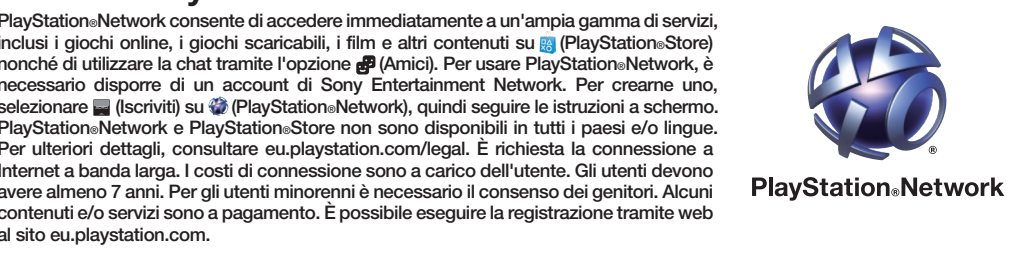 PlayStation®Network consente di accedere immediatamente a un'ampia gamma di servizi,
inclusi i giochi online, i giochi scaricabili, i film e altri contenuti su (PlayStation®Store)
nonché di utilizzare la chat tramite l'opzione (Amici). Per usare PlayStation®Network, è
necessario disporre di un account di Sony Entertainment Network. Per crearne uno,
selezionare (Iscriviti) su (PlayStation®Network), quindi seguire le istruzioni a schermo.
PlayStation®Network e PlayStation®Store non sono disponibili in tutti i paesi e/o lingue.
Per ulteriori dettagli, consultare eu.playstation.com/legal. È richiesta la connessione a
Internet a banda larga. I costi di connessione sono a carico dell'utente. Gli utenti devono
avere almeno 7 anni. Per gli utenti minorenni è necessario il consenso dei genitori. Alcuni
contenuti e/o servizi sono a pagamento. È possibile eseguire la registrazione tramite web
al sito eu.playstation.com.
®
PlayStation®Network